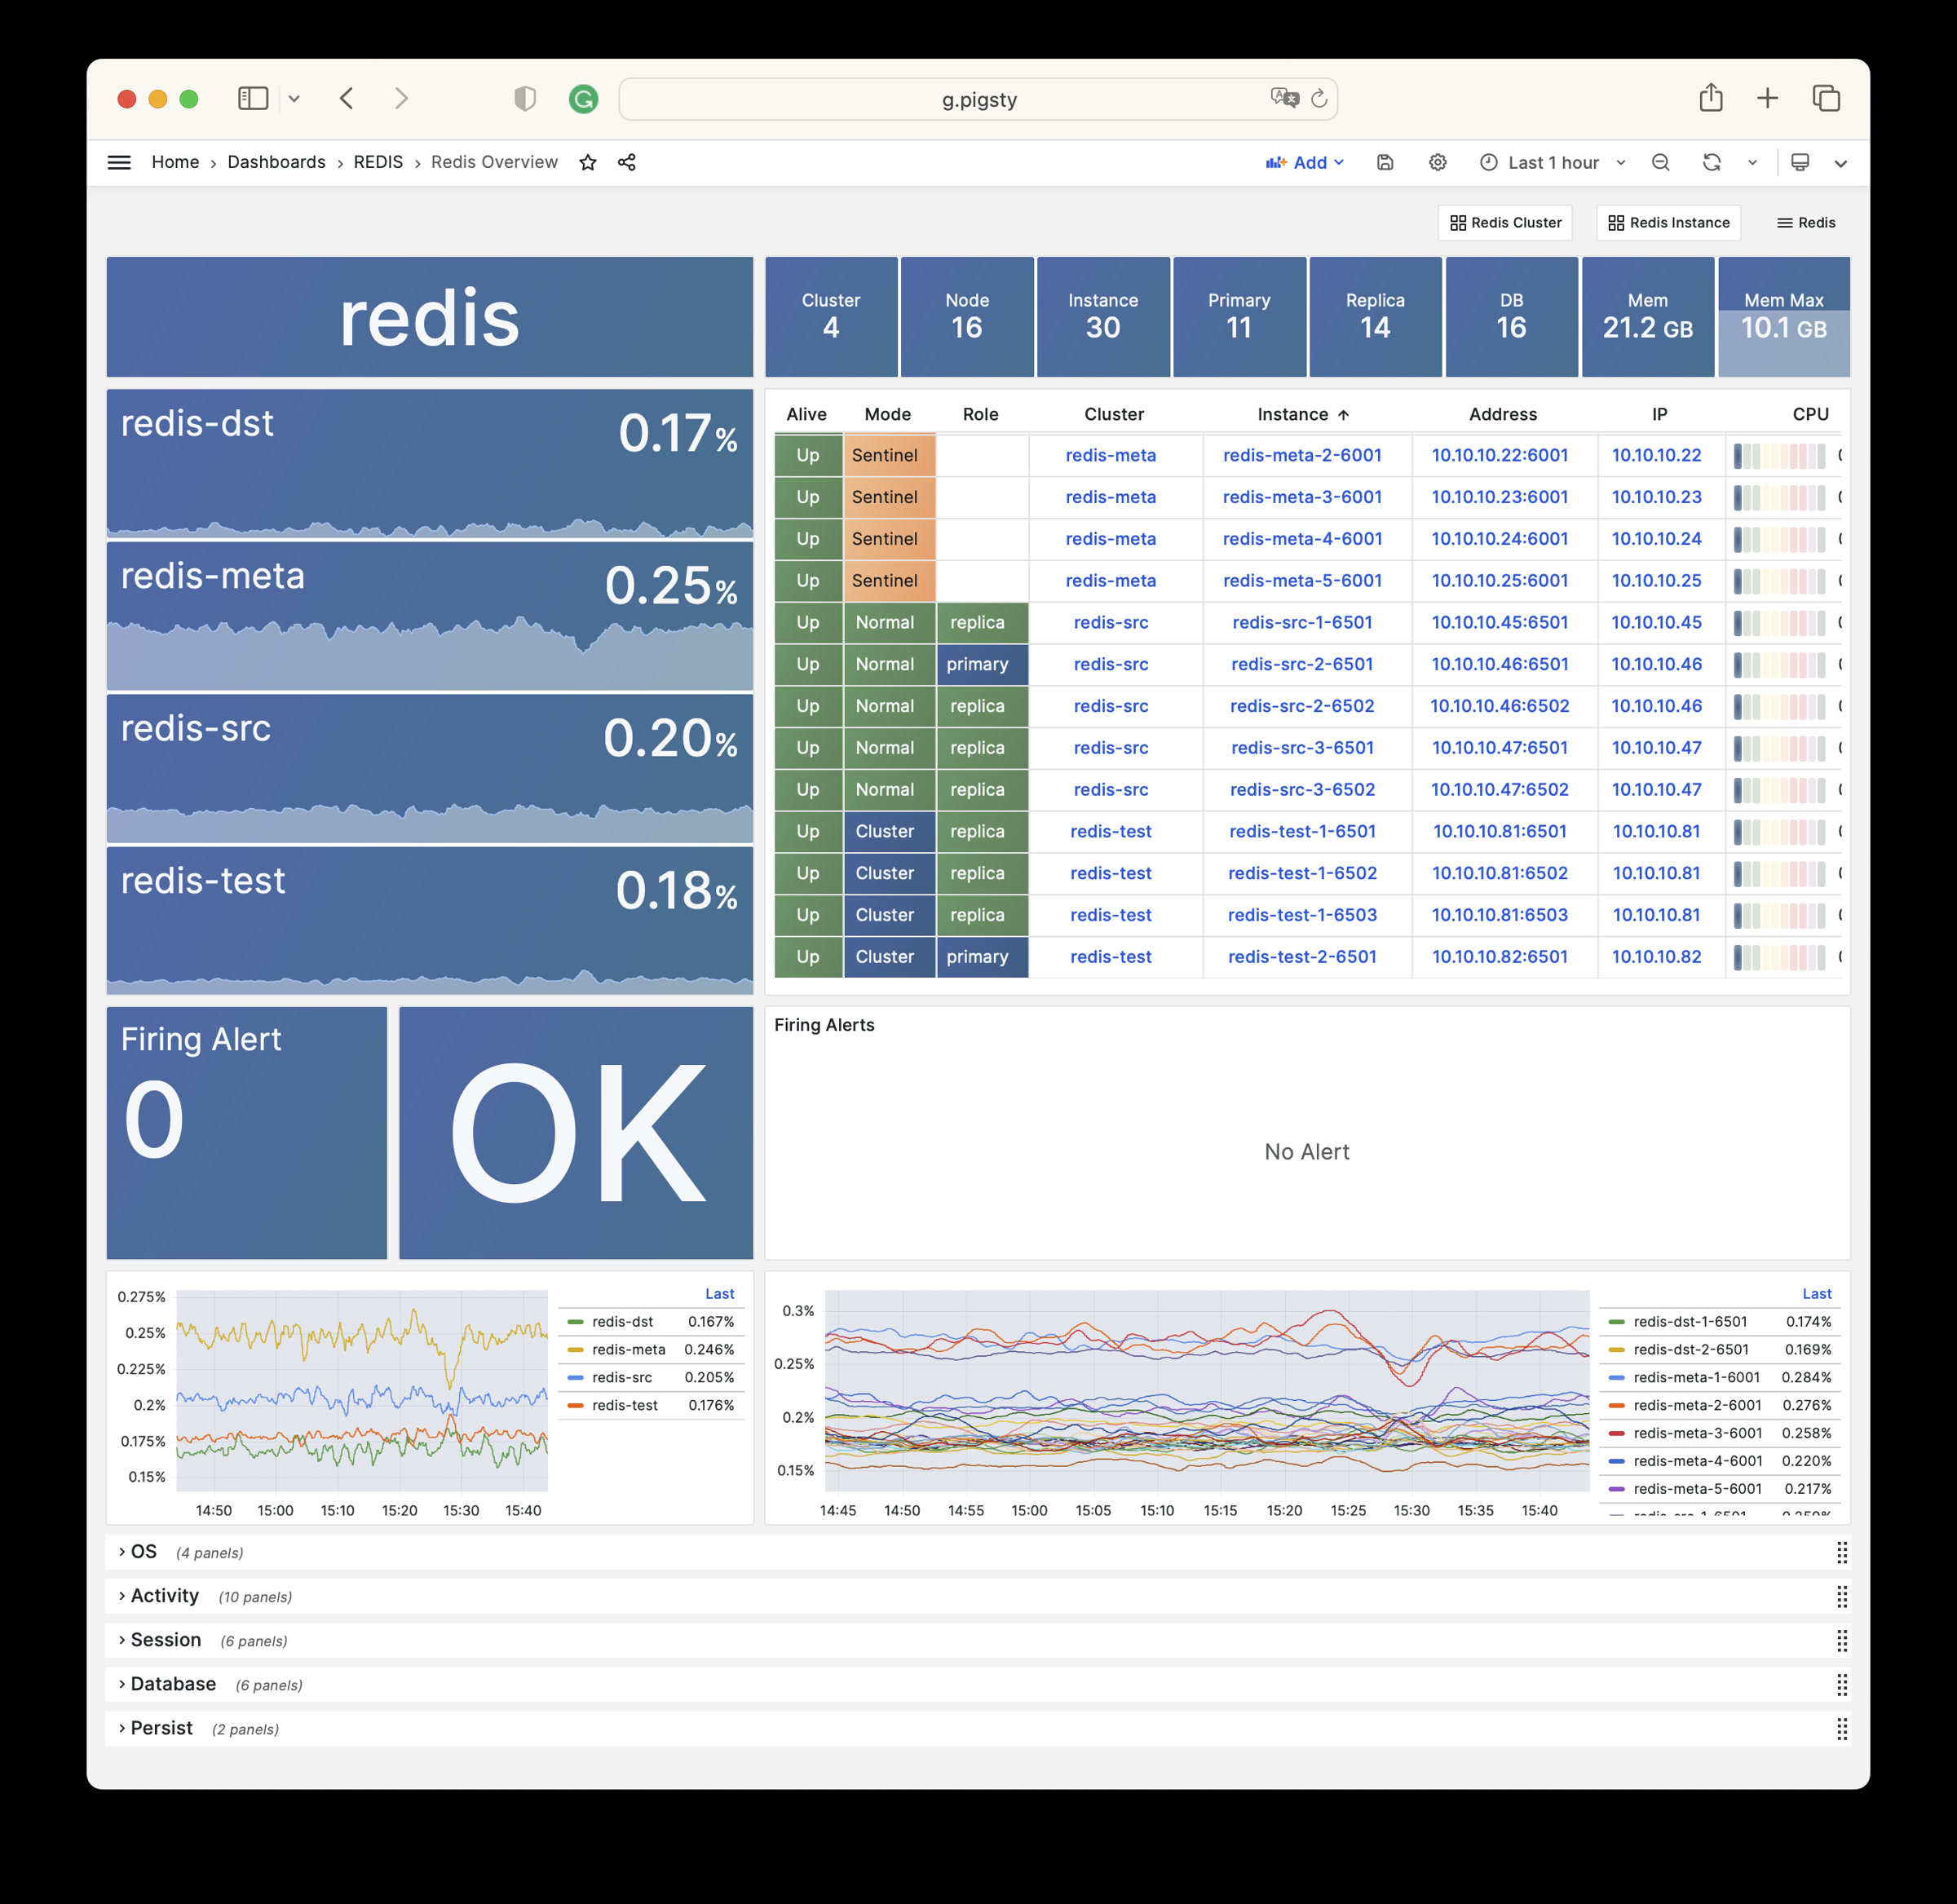 g.pigsty
Home › Dashboards › REDIS › Redis Overview
Add
Last 1 hour
Redis Cluster
Redis Instance
Redis
redis
Cluster
4
Node
16
Instance
30
Primary
11
Replica
14
DB
16
Mem
21.2 GB
Mem Max
10.1 GB
redis-dst 0.17%
redis-meta 0.25%
redis-src 0.20%
redis-test 0.18%
Alive Mode Role Cluster Instance ↑ Address IP CPU
Up Sentinel redis-meta redis-meta-2-6001 10.10.10.22:6001 10.10.10.22
Up Sentinel redis-meta redis-meta-3-6001 10.10.10.23:6001 10.10.10.23
Up Sentinel redis-meta redis-meta-4-6001 10.10.10.24:6001 10.10.10.24
Up Sentinel redis-meta redis-meta-5-6001 10.10.10.25:6001 10.10.10.25
Up Normal replica redis-src redis-src-1-6501 10.10.10.45:6501 10.10.10.45
Up Normal primary redis-src redis-src-2-6501 10.10.10.46:6501 10.10.10.46
Up Normal replica redis-src redis-src-2-6502 10.10.10.46:6502 10.10.10.46
Up Normal replica redis-src redis-src-3-6501 10.10.10.47:6501 10.10.10.47
Up Normal replica redis-src redis-src-3-6502 10.10.10.47:6502 10.10.10.47
Up Cluster replica redis-test redis-test-1-6501 10.10.10.81:6501 10.10.10.81
Up Cluster replica redis-test redis-test-1-6502 10.10.10.81:6502 10.10.10.81
Up Cluster replica redis-test redis-test-1-6503 10.10.10.81:6503 10.10.10.81
Up Cluster primary redis-test redis-test-2-6501 10.10.10.82:6501 10.10.10.82
Firing Alert
0
OK
Firing Alerts
No Alert
0.275%
0.25%
0.225%
0.2%
0.175%
0.15%
14:50 15:00 15:10 15:20 15:30 15:40
Last
redis-dst 0.167%
redis-meta 0.246%
redis-src 0.205%
redis-test 0.176%
0.3%
0.25%
0.2%
0.15%
14:45 14:50 14:55 15:00 15:05 15:10 15:15 15:20 15:25 15:30 15:35 15:40
Last
redis-dst-1-6501 0.174%
redis-dst-2-6501 0.169%
redis-meta-1-6001 0.284%
redis-meta-2-6001 0.276%
redis-meta-3-6001 0.258%
redis-meta-4-6001 0.220%
redis-meta-5-6001 0.217%
› OS (4 panels)
› Activity (10 panels)
› Session (6 panels)
› Database (6 panels)
› Persist (2 panels)